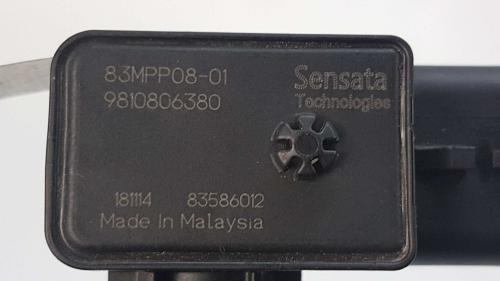 83MPP08-01
9810806380
Sensata
Technologies
181114 83586012
Made In Malaysia